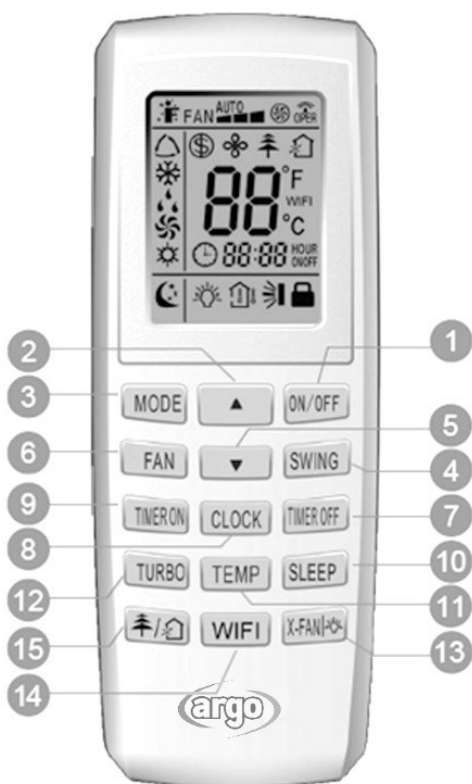 FAN AUTO OPER
88 °F
WIFI
°C
88:88 HOUR
ON/OFF
2
1
3
MODE ▲ ON/OFF
6
5
FAN ▼ SWING
4
9
TIMER ON CLOCK TIMER OFF
7
8
10
TURBO TEMP SLEEP
12
11
15
/ WIFI X-FAN
13
14
argo